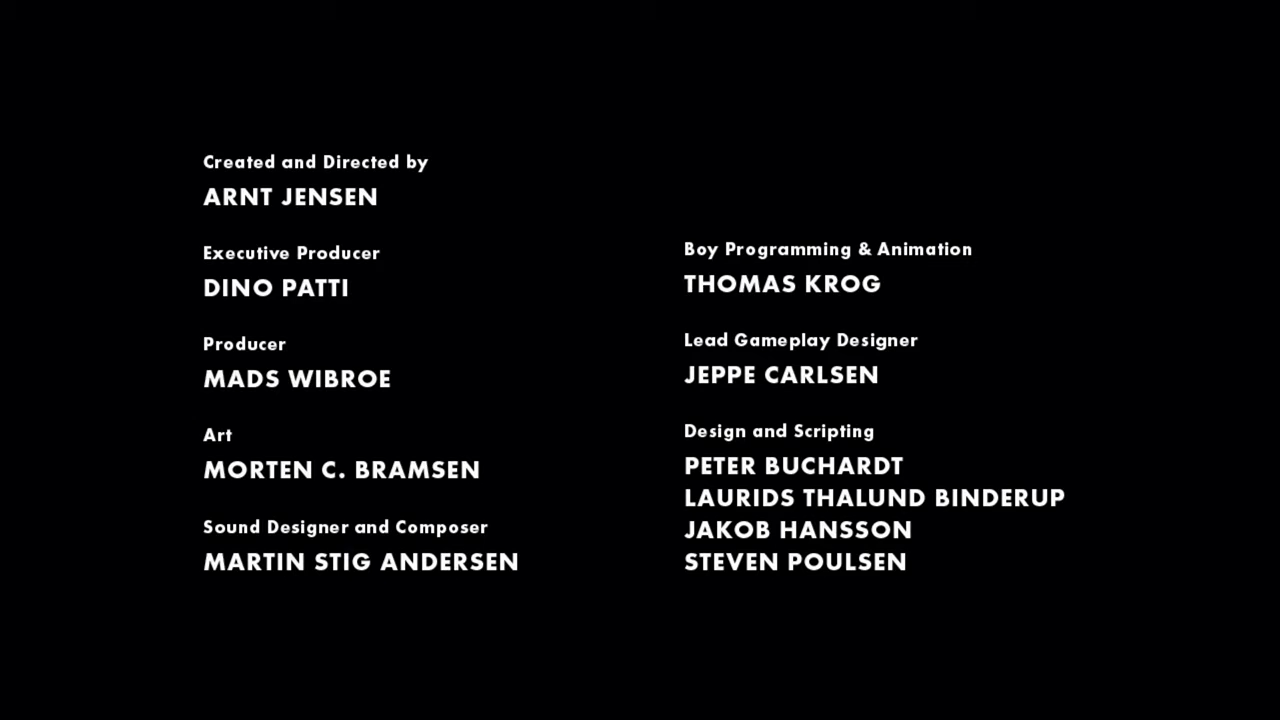 Created and Directed by
ARNT JENSEN
Executive Producer
DINO PATTI
Producer
MADS WIBROE
Art
MORTEN C. BRAMSEN
Sound Designer and Composer
MARTIN STIG ANDERSEN
Boy Programming & Animation
THOMAS KROG
Lead Gameplay Designer
JEPPE CARLSEN
Design and Scripting
PETER BUCHARDT
LAURIDS THALUND BINDERUP
JAKOB HANSSON
STEVEN POULSEN